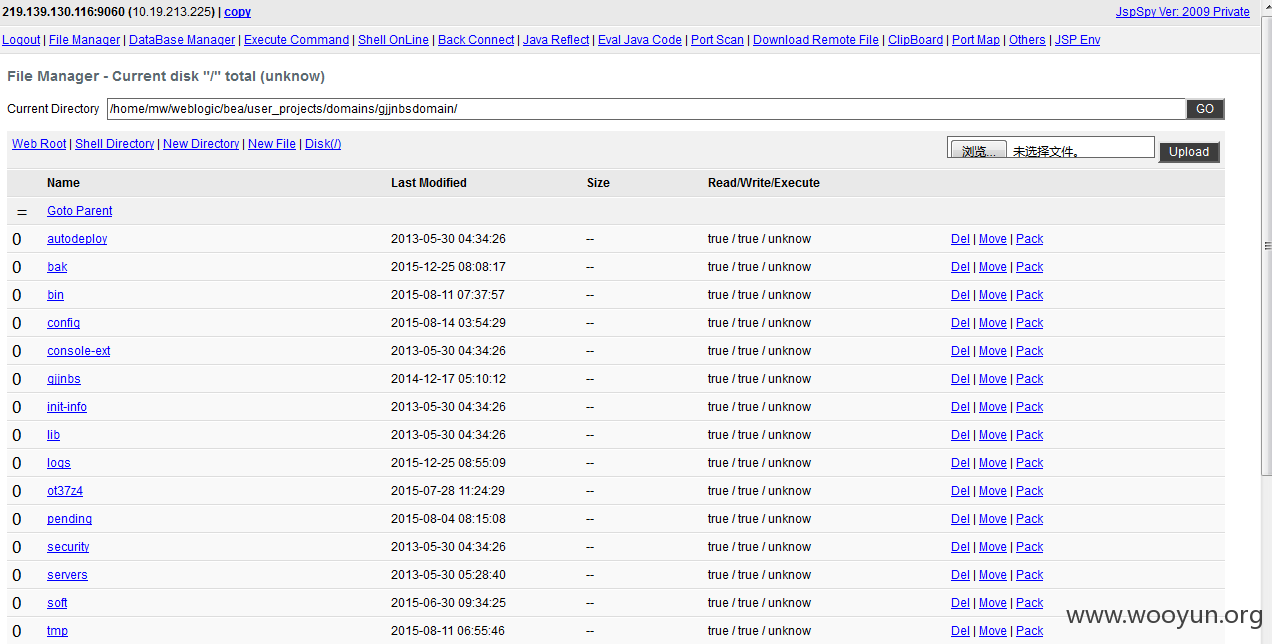 219.139.130.116:9060 (10.19.213.225) | copy JspSpy Ver: 2009 Private
Logout | File Manager | DataBase Manager | Execute Command | Shell OnLine | Back Connect | Java Reflect | Eval Java Code | Port Scan | Download Remote File | ClipBoard | Port Map | Others | JSP Env
File Manager - Current disk "/" total (unknow)
Current Directory /home/mw/weblogic/bea/user_projects/domains/gjjnbsdomain/ GO
Web Root | Shell Directory | New Directory | New File | Disk(/) 浏览... 未选择文件。 Upload
Name Last Modified Size Read/Write/Execute
= Goto Parent
0 autodeploy 2013-05-30 04:34:26 -- true / true / unknow Del | Move | Pack
0 bak 2015-12-25 08:08:17 -- true / true / unknow Del | Move | Pack
0 bin 2015-08-11 07:37:57 -- true / true / unknow Del | Move | Pack
0 config 2015-08-14 03:54:29 -- true / true / unknow Del | Move | Pack
0 console-ext 2013-05-30 04:34:26 -- true / true / unknow Del | Move | Pack
0 gjjnbs 2014-12-17 05:10:12 -- true / true / unknow Del | Move | Pack
0 init-info 2013-05-30 04:34:26 -- true / true / unknow Del | Move | Pack
0 lib 2013-05-30 04:34:26 -- true / true / unknow Del | Move | Pack
0 logs 2015-12-25 08:55:09 -- true / true / unknow Del | Move | Pack
0 ot37z4 2015-07-28 11:24:29 -- true / true / unknow Del | Move | Pack
0 pending 2015-08-04 08:15:08 -- true / true / unknow Del | Move | Pack
0 security 2013-05-30 04:34:26 -- true / true / unknow Del | Move | Pack
0 servers 2013-05-30 05:28:40 -- true / true / unknow Del | Move | Pack
0 soft 2015-06-30 09:34:25 -- true / true / unknow Del | Move | Pack
0 tmp 2015-08-11 06:55:46 -- true / true / unknow Del | Move | Pack
www.wooyun.org